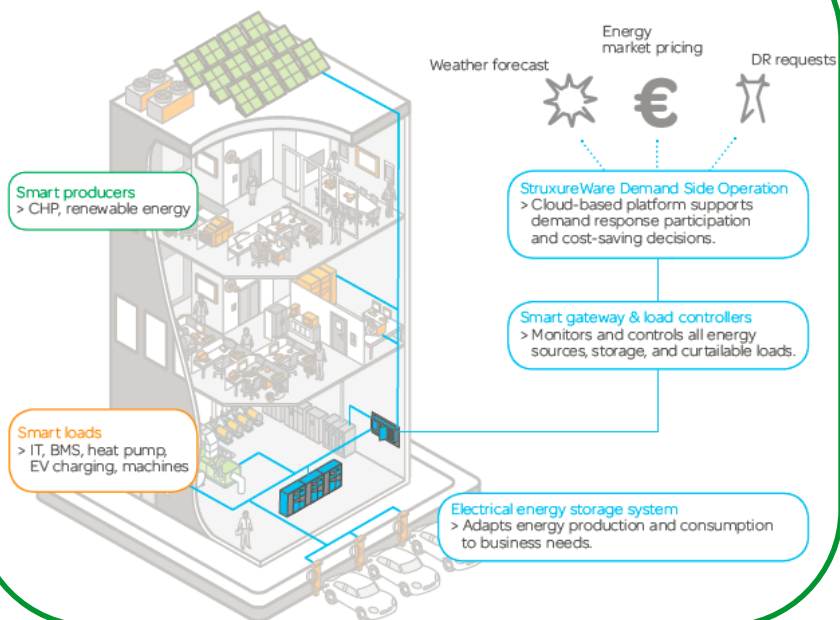 Energy
market pricing
Weather forecast
DR requests
€
Smart producers
> CHP, renewable energy
StruxureWare Demand Side Operation
> Cloud-based platform supports
demand response participation
and cost-saving decisions.
Smart gateway & load controllers
> Monitors and controls all energy
sources, storage, and curtailable loads.
Smart loads
> IT, BMS, heat pump,
EV charging, machines
Electrical energy storage system
> Adapts energy production and consumption
to business needs.